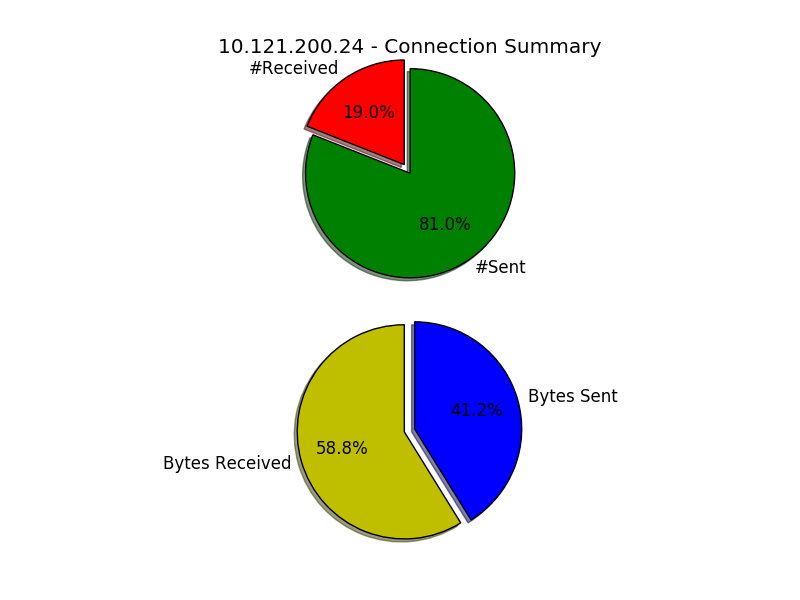 10.121.200.24 - Connection Summary
#Received
19.0%
81.0%
#Sent
Bytes Sent
41.2%
58.8%
Bytes Received